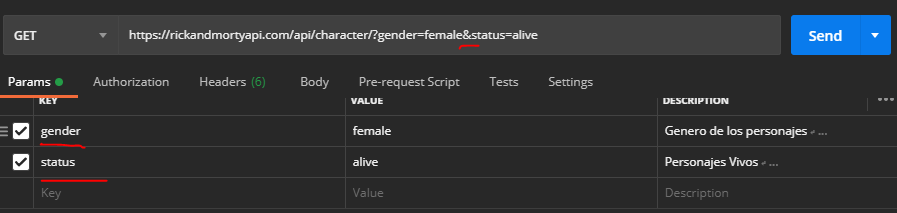 GET https://rickandmortyapi.com/api/character/?gender=female&status=alive Send
Params Authorization Headers (6) Body Pre-request Script Tests Settings
KEY VALUE DESCRIPTION ...
gender female Genero de los personajes ↵ ...
status alive Personajes Vivos ↵ ...
Key Value Description